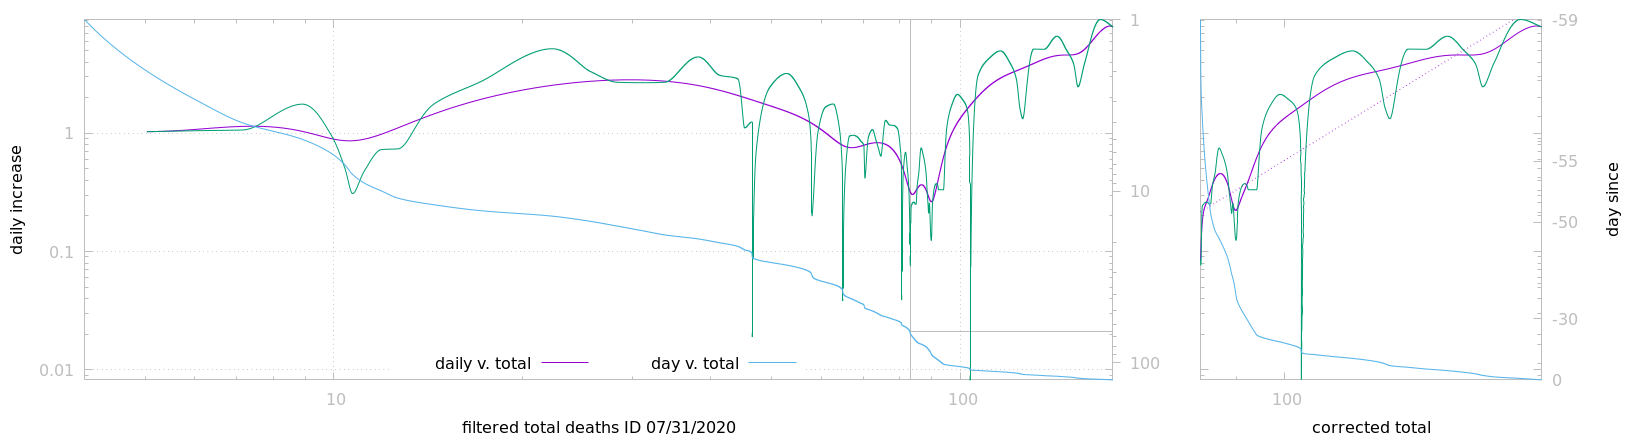 1
-59
daily increase
1
0.1
0.01
10
100
-55
-50
-30
0
day since
daily v. total
day v. total
10
100
100
filtered total deaths ID 07/31/2020
corrected total